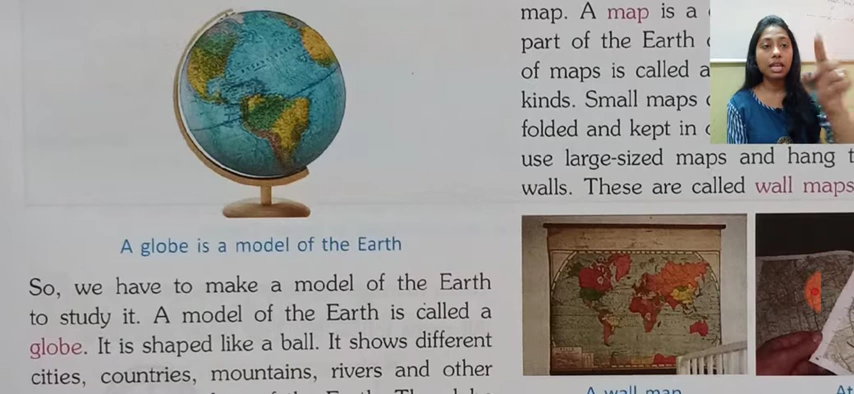 A globe is a model of the Earth
So, we have to make a model of the Earth
to study it. A model of the Earth is called a
globe. It is shaped like a ball. It shows different
cities, countries, mountains, rivers and other
map. A map is a
part of the Earth
of maps is called a
kinds. Small maps
folded and kept in
use large-sized maps and hang
walls. These are called wall maps
A wall map